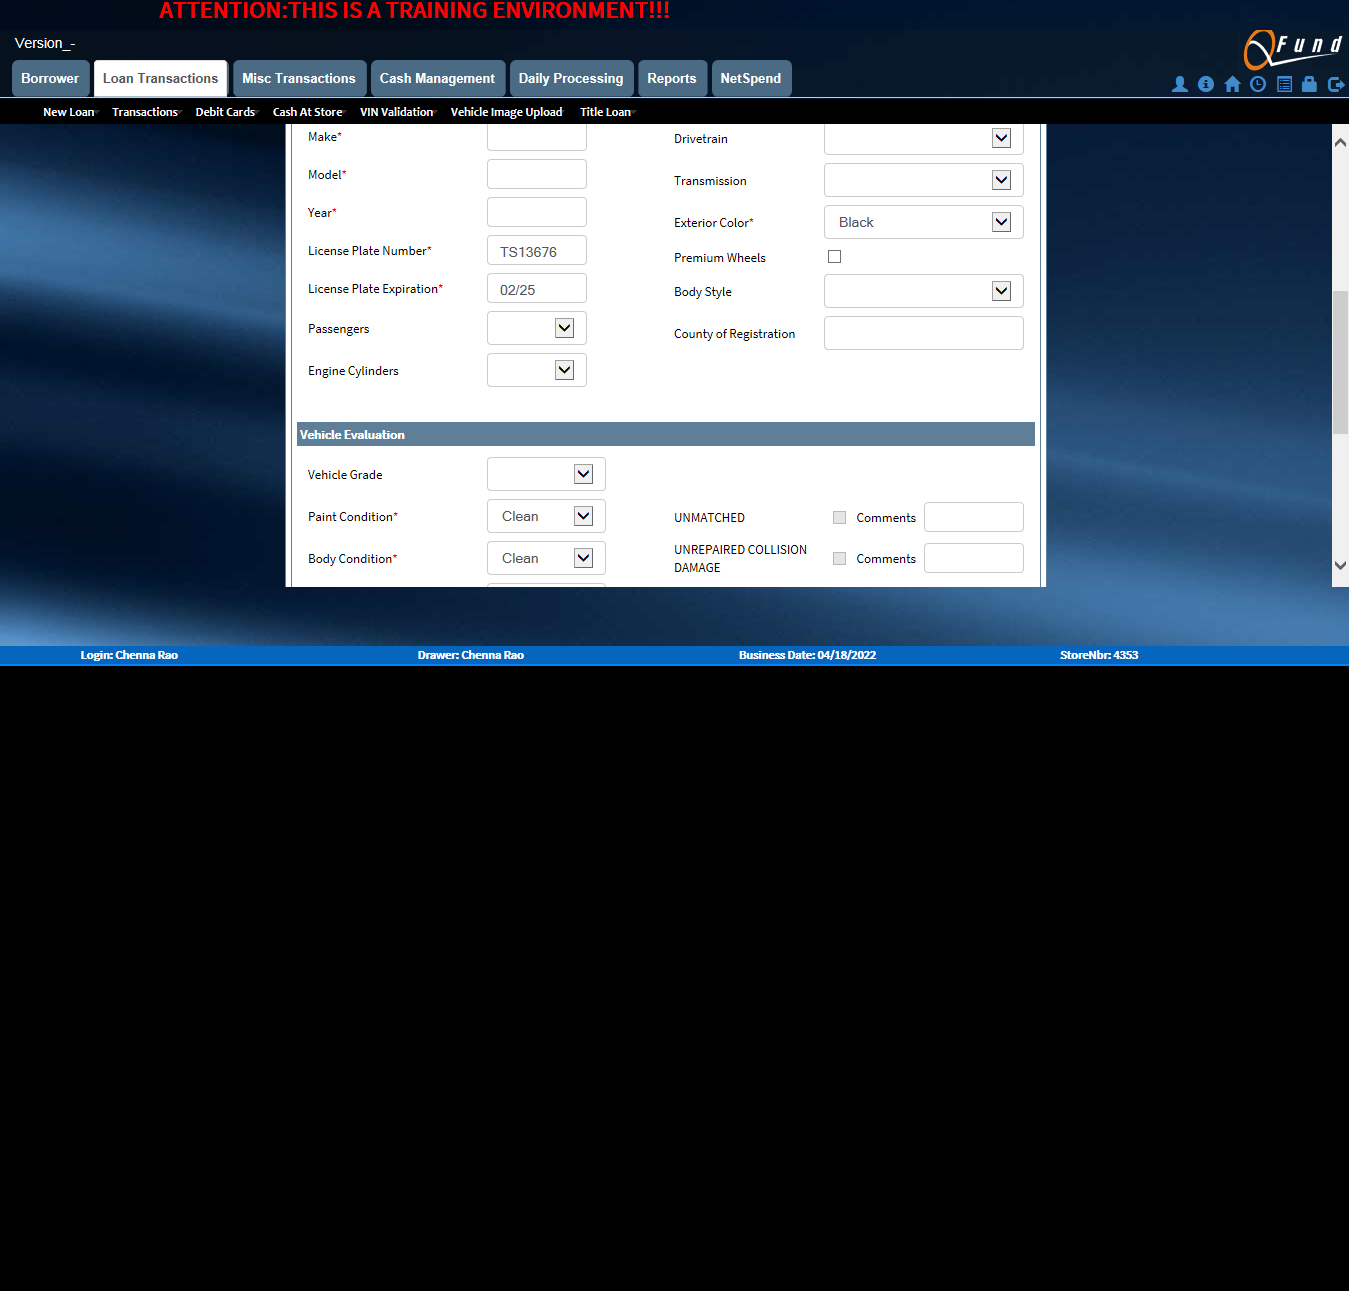 ATTENTION:THIS IS A TRAINING ENVIRONMENT!!!
Version_-
Fund
Borrower Loan Transactions Misc Transactions Cash Management Daily Processing Reports NetSpend
New Loan Transactions Debit Cards Cash At Store VIN Validation Vehicle Image Upload Title Loan
Make* Drivetrain
Model* Transmission
Year* Exterior Color* Black
License Plate Number* TS13676 Premium Wheels
License Plate Expiration* 02/25 Body Style
Passengers County of Registration
Engine Cylinders
Vehicle Evaluation
Vehicle Grade
Paint Condition* Clean UNMATCHED Comments
Body Condition* Clean UNREPAIRED COLLISION DAMAGE Comments
Login: Chenna Rao Drawer: Chenna Rao Business Date: 04/18/2022 StoreNbr: 4353